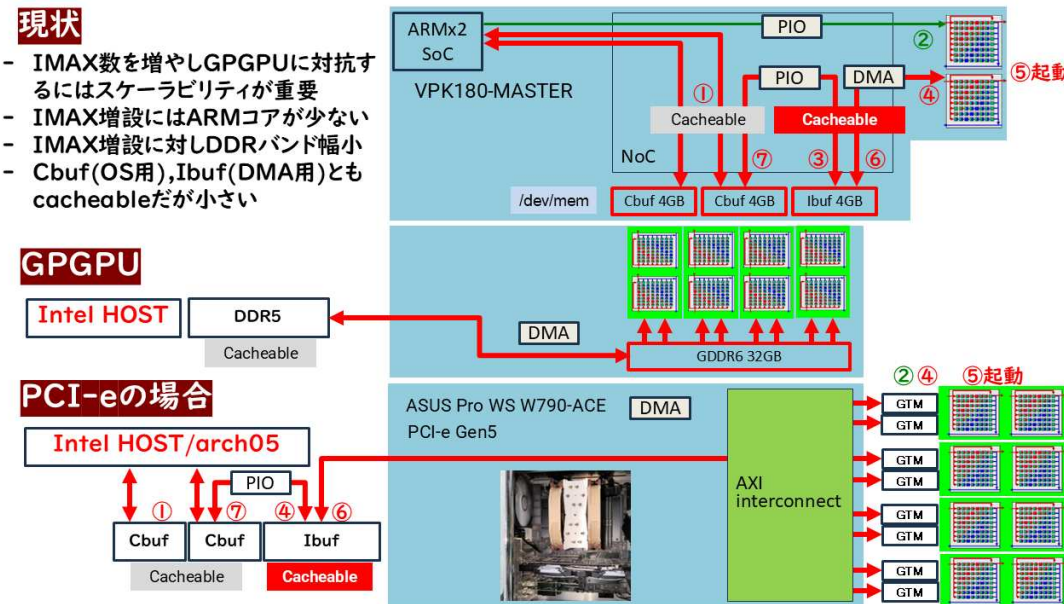 現状
- IMAX数を増やしGPGPUに対抗す
るにはスケーラビリティが重要
- IMAX増設にはARMコアが少ない
- IMAX増設に対しDDRバンド幅小
- Cbuf(OS用),Ibuf(DMA用)とも
cacheableだが小さい
ARMx2
SoC
VPK180-MASTER
PIO
②
PIO
DMA
④
⑤起動
①
Cacheable
Cacheable
NoC
⑦
③
⑥
/dev/mem
Cbuf 4GB
Cbuf 4GB
Ibuf 4GB
GPGPU
Intel HOST
DDR5
Cacheable
DMA
GDDR6 32GB
PCI-eの場合
Intel HOST/arch05
PIO
①
⑦
④
⑥
Cbuf
Cbuf
Ibuf
Cacheable
Cacheable
ASUS Pro WS W790-ACE
PCI-e Gen5
DMA
AXI
interconnect
②④
⑤起動
GTM
GTM
GTM
GTM
GTM
GTM
GTM
GTM